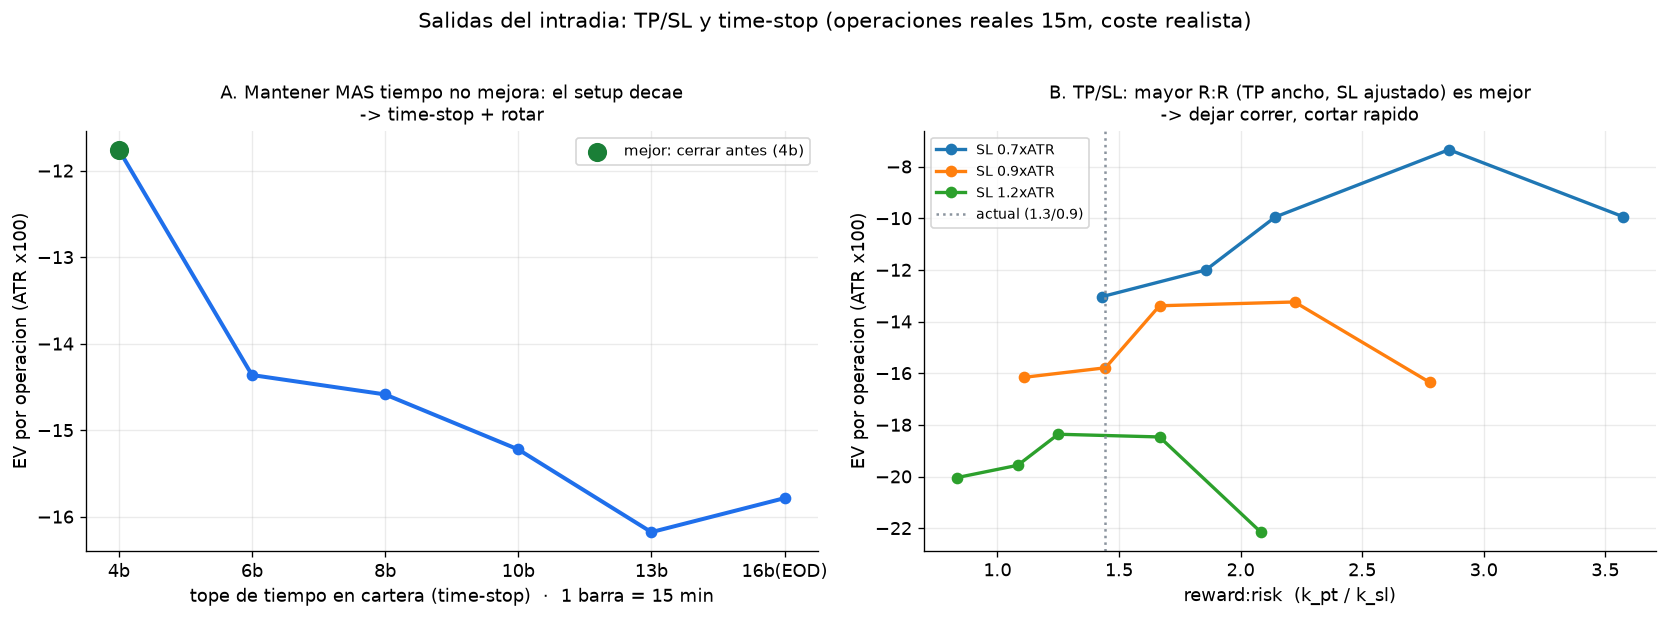 Salidas del intradia: TP/SL y time-stop (operaciones reales 15m, coste realista)
A. Mantener MAS tiempo no mejora: el setup decae
-> time-stop + rotar
mejor: cerrar antes (4b)
EV por operacion (ATR x100)
−12
−13
−14
−15
−16
4b
6b
8b
10b
13b
16b(EOD)
tope de tiempo en cartera (time-stop) · 1 barra = 15 min
B. TP/SL: mayor R:R (TP ancho, SL ajustado) es mejor
-> dejar correr, cortar rapido
SL 0.7xATR
SL 0.9xATR
SL 1.2xATR
actual (1.3/0.9)
EV por operacion (ATR x100)
−8
−10
−12
−14
−16
−18
−20
−22
1.0
1.5
2.0
2.5
3.0
3.5
reward:risk (k_pt / k_sl)